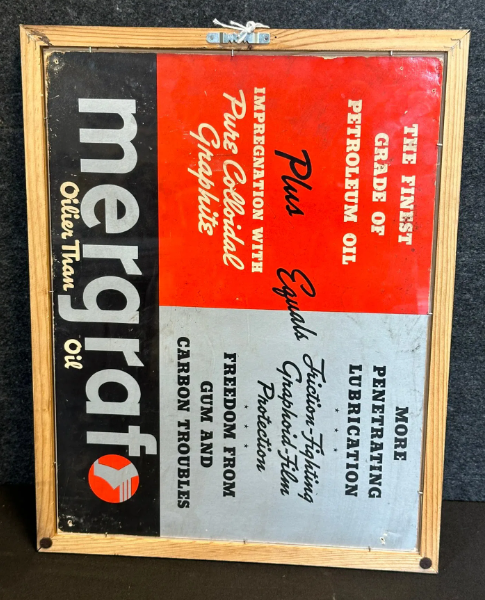 THE FINEST
GRADE OF
PETROLEUM OIL
Plus
IMPREGNATION WITH
Pure Colloidal
Graphite
Equals
MORE
PENETRATING
LUBRICATION
Friction-Fighting
Graphoid-Film
Protection
FREEDOM FROM
GUM AND
CARBON TROUBLES
mergraf
Oilier Than Oil